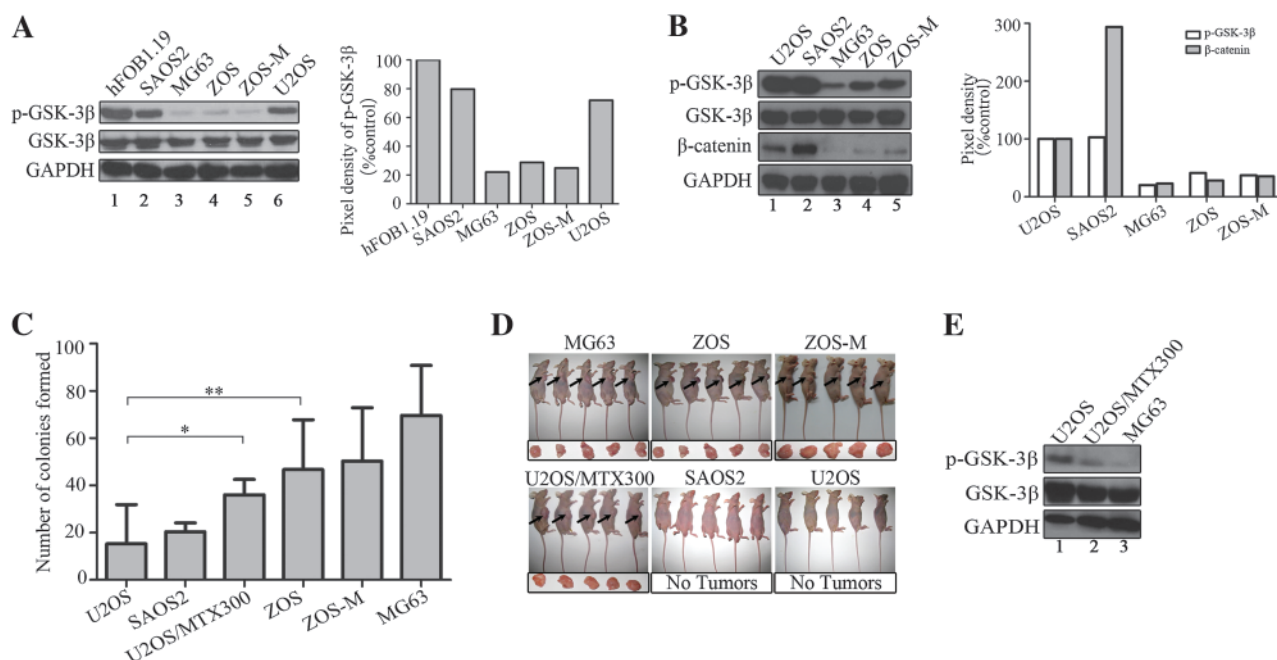 A
hFOB1.19
SAOS2
MG63
ZOS
ZOS-M
U2OS
p-GSK-3β
GSK-3β
GAPDH
1 2 3 4 5 6
Pixel density of p-GSK-3β
(%control)
100
80
60
40
20
0
hFOB1.19
SAOS2
MG63
ZOS
ZOS-M
U2OS
B
U2OS
SAOS2
MG63
ZOS
ZOS-M
p-GSK-3β
GSK-3β
β-catenin
GAPDH
1 2 3 4 5
Pixel density
(%control)
300
200
100
50
0
p-GSK-3β
β-catenin
U2OS
SAOS2
MG63
ZOS
ZOS-M
C
Number of colonies formed
100
80
60
40
20
0
**
*
U2OS
SAOS2
U2OS/MTX300
ZOS
ZOS-M
MG63
D
MG63 ZOS ZOS-M
U2OS/MTX300 SAOS2 U2OS
No Tumors No Tumors
E
U2OS
U2OS/MTX300
MG63
p-GSK-3β
GSK-3β
GAPDH
1 2 3